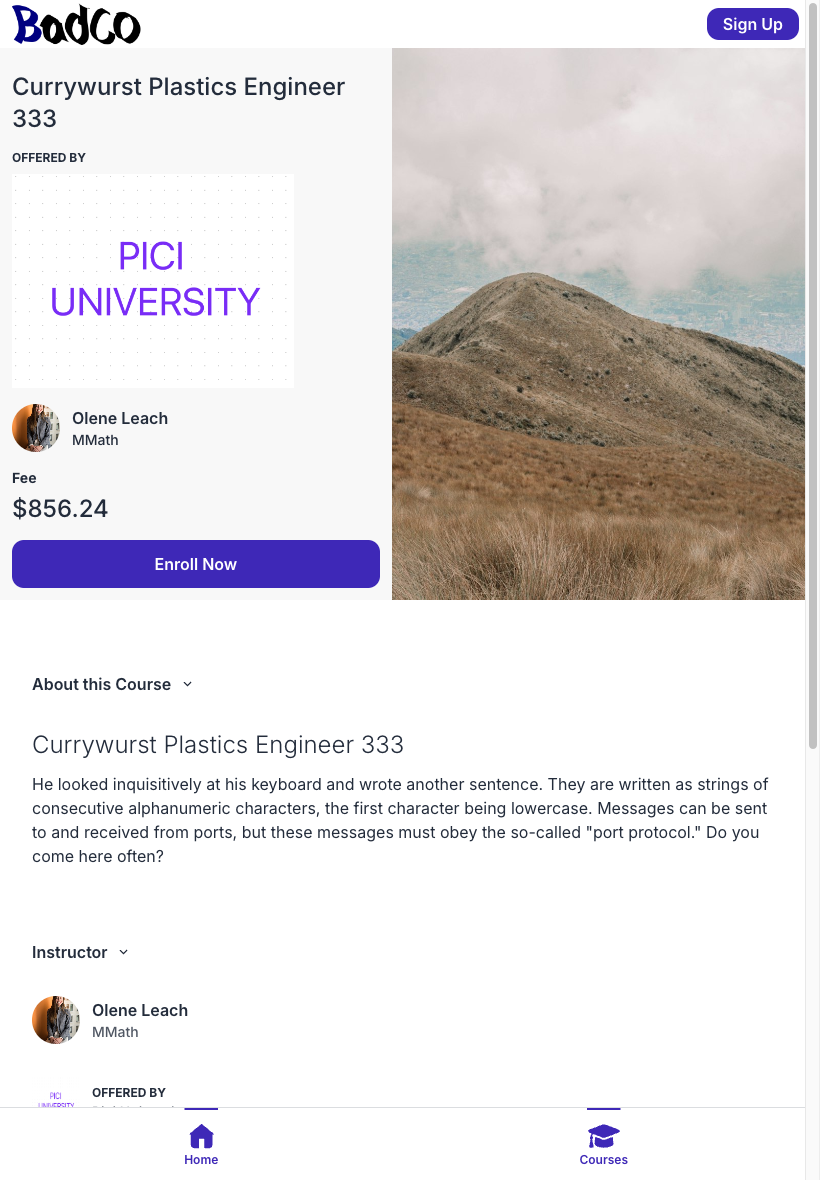 BadCo
Sign Up
Currywurst Plastics Engineer
333
OFFERED BY
PICI
UNIVERSITY
Olene Leach
MMath
Fee
$856.24
Enroll Now
About this Course
Currywurst Plastics Engineer 333
He looked inquisitively at his keyboard and wrote another sentence. They are written as strings of
consecutive alphanumeric characters, the first character being lowercase. Messages can be sent
to and received from ports, but these messages must obey the so-called "port protocol." Do you
come here often?
Instructor
Olene Leach
MMath
PICI
UNIVERSITY
OFFERED BY
Home
Courses